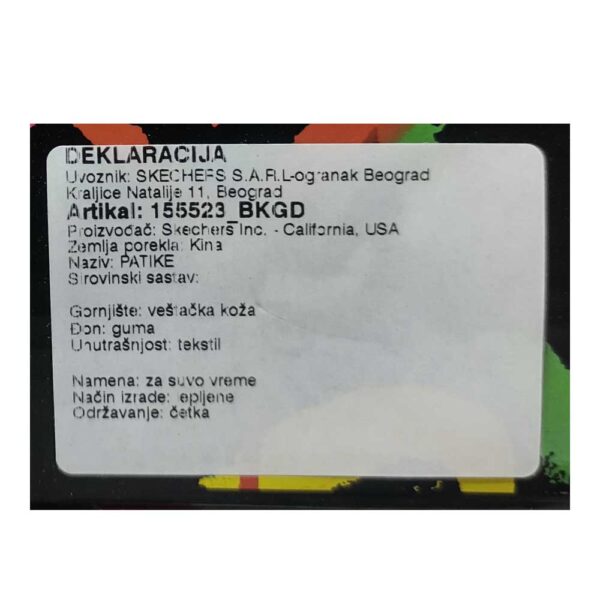 DEKLARACIJA
Uvoznik: SKECHERS S.A.R.L-ogranak Beograd
Kraljice Natalije 11, Beograd
Artikal: 155523_BKGD
Proizvođač: Skechers Inc. - California, USA
Zemlja porekla: Kina
Naziv: PATIKE
Sirovinski sastav:
Gornjište: veštačka koža
Đon: guma
Unutrašnjost: tekstil
Namena: za suvo vreme
Način izrade: lepljene
Održavanje: četka